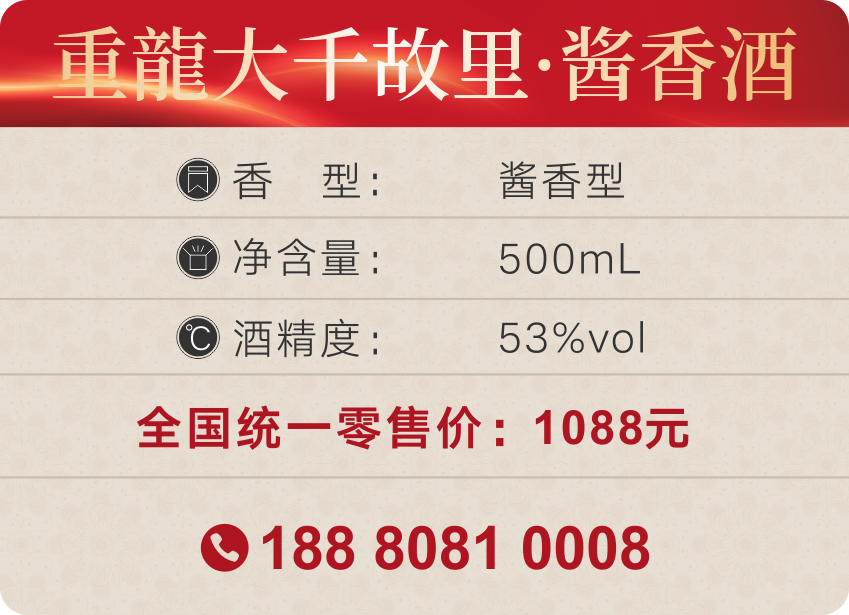 重龍大千故里·酱香酒
香 型： 酱香型
净含量： 500mL
℃ 酒精度： 53%vol
全国统一零售价：1088元
188 8081 0008